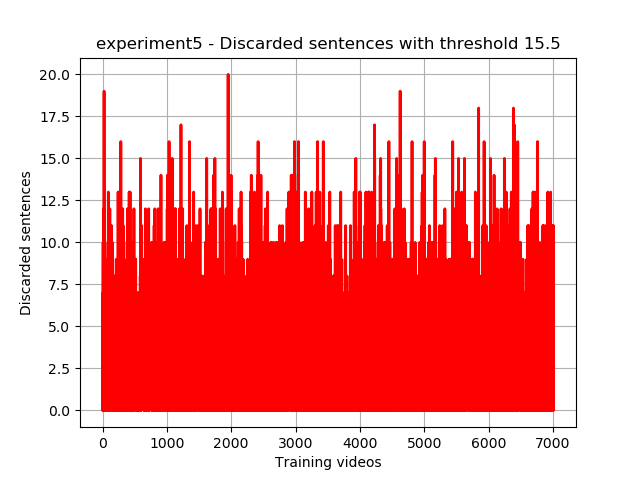 experiment5 - Discarded sentences with threshold 15.5
20.0
17.5
15.0
12.5
10.0
7.5
5.0
2.5
0.0
Discarded sentences
0 1000 2000 3000 4000 5000 6000 7000
Training videos